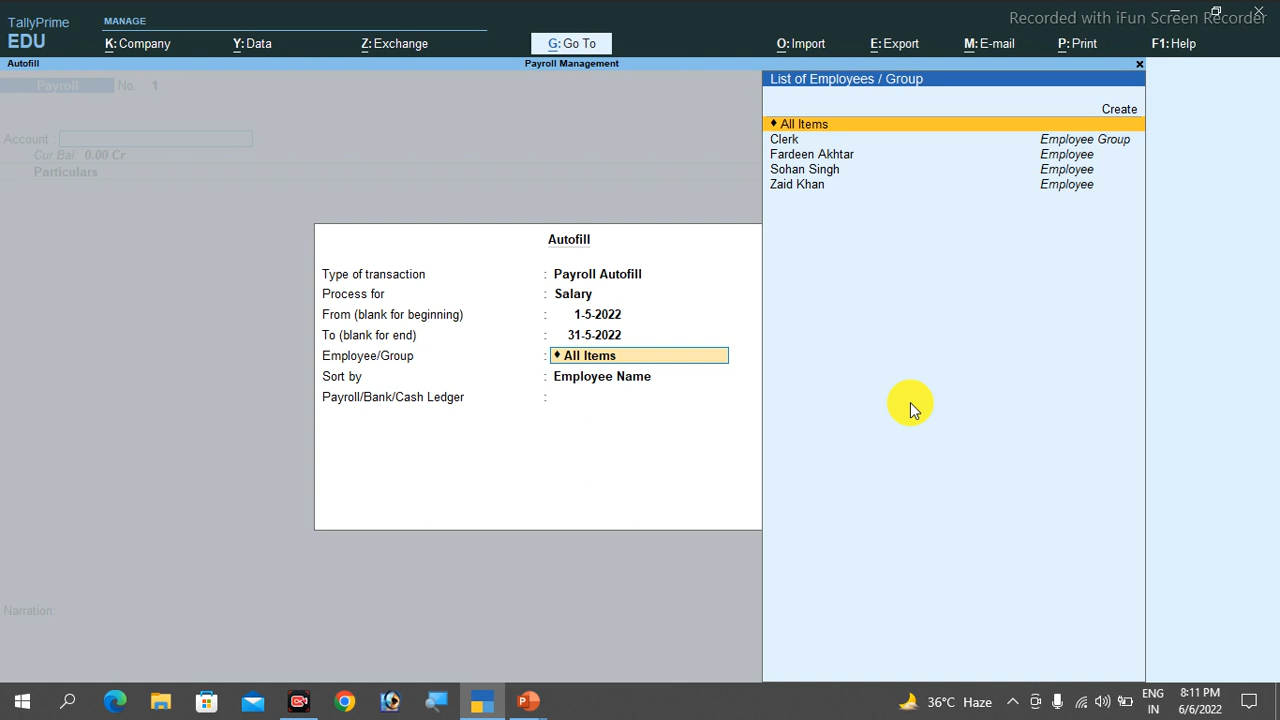 Recorded with iFun Screen Recorder
TallyPrime MANAGE
EDU K: Company Y: Data Z: Exchange G: Go To O: Import E: Export M: E-mail P: Print F1: Help
Autofill Payroll Management ×
Payroll No. 1 List of Employees / Group
Create
♦ All Items
Account : Clerk Employee Group
Cur Bal: 0.00 Cr Fardeen Akhtar Employee
Particulars Sohan Singh Employee
Zaid Khan Employee
Autofill
Type of transaction : Payroll Autofill
Process for : Salary
From (blank for beginning) : 1-5-2022
To (blank for end) : 31-5-2022
Employee/Group : ♦ All Items
Sort by : Employee Name
Payroll/Bank/Cash Ledger :
Narration:
36°C Haze ENG IN 8:11 PM 6/6/2022